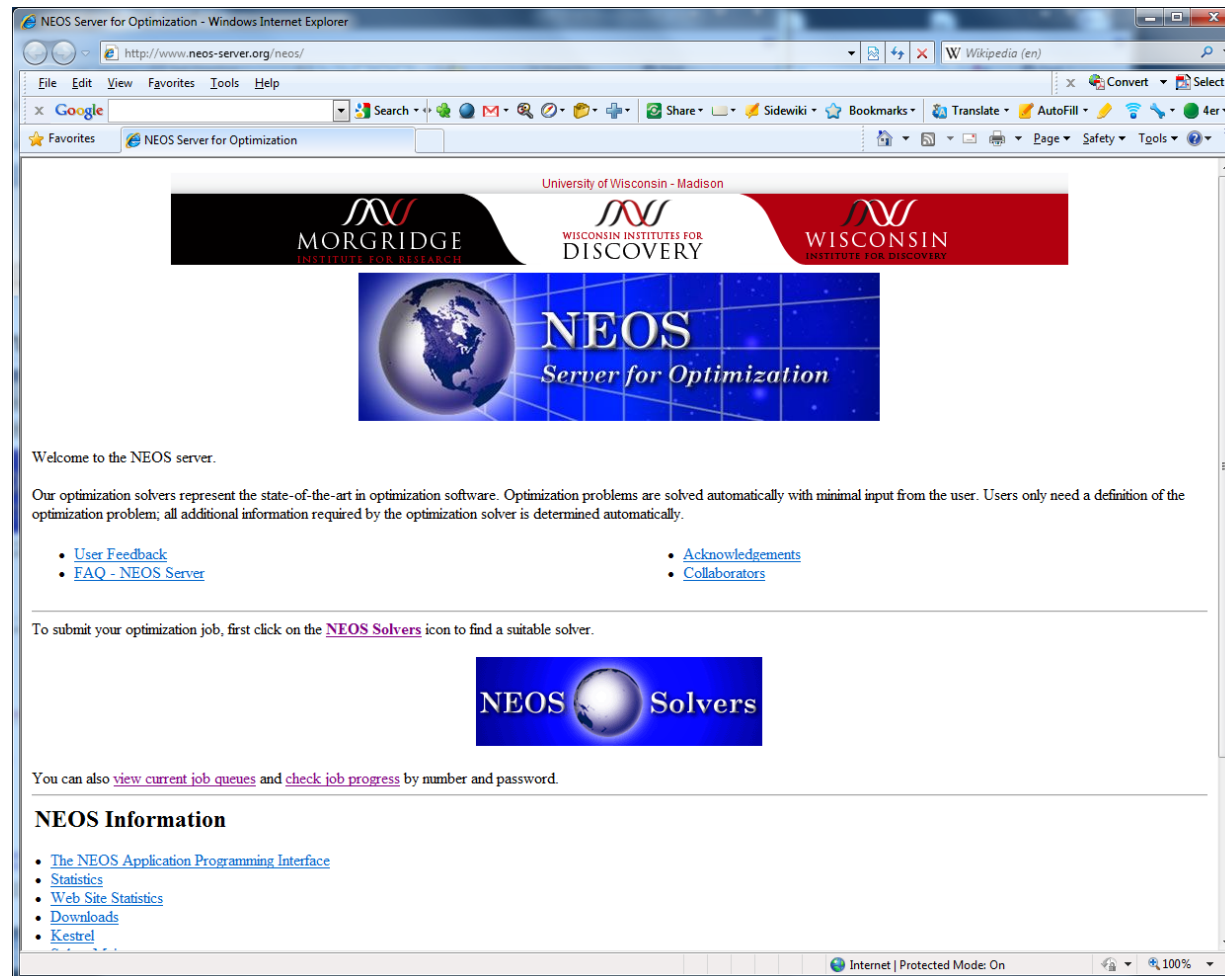 NEOS Server for Optimization - Windows Internet Explorer
http://www.neos-server.org/neos/
W Wikipedia (en)
File Edit View Favorites Tools Help
x Convert Select
x Google Search Share Sidewiki Bookmarks Translate AutoFill 4er
Favorites NEOS Server for Optimization Page Safety Tools
University of Wisconsin - Madison
MORGRIDGE
INSTITUTE FOR RESEARCH
WISCONSIN INSTITUTES FOR
DISCOVERY
WISCONSIN
INSTITUTE FOR DISCOVERY
NEOS
Server for Optimization
Welcome to the NEOS server.
Our optimization solvers represent the state-of-the-art in optimization software. Optimization problems are solved automatically with minimal input from the user. Users only need a definition of the
optimization problem; all additional information required by the optimization solver is determined automatically.
• User Feedback
• FAQ - NEOS Server
• Acknowledgements
• Collaborators
To submit your optimization job, first click on the NEOS Solvers icon to find a suitable solver.
NEOS Solvers
You can also view current job queues and check job progress by number and password.
NEOS Information
• The NEOS Application Programming Interface
• Statistics
• Web Site Statistics
• Downloads
• Kestrel
Internet | Protected Mode: On 100%